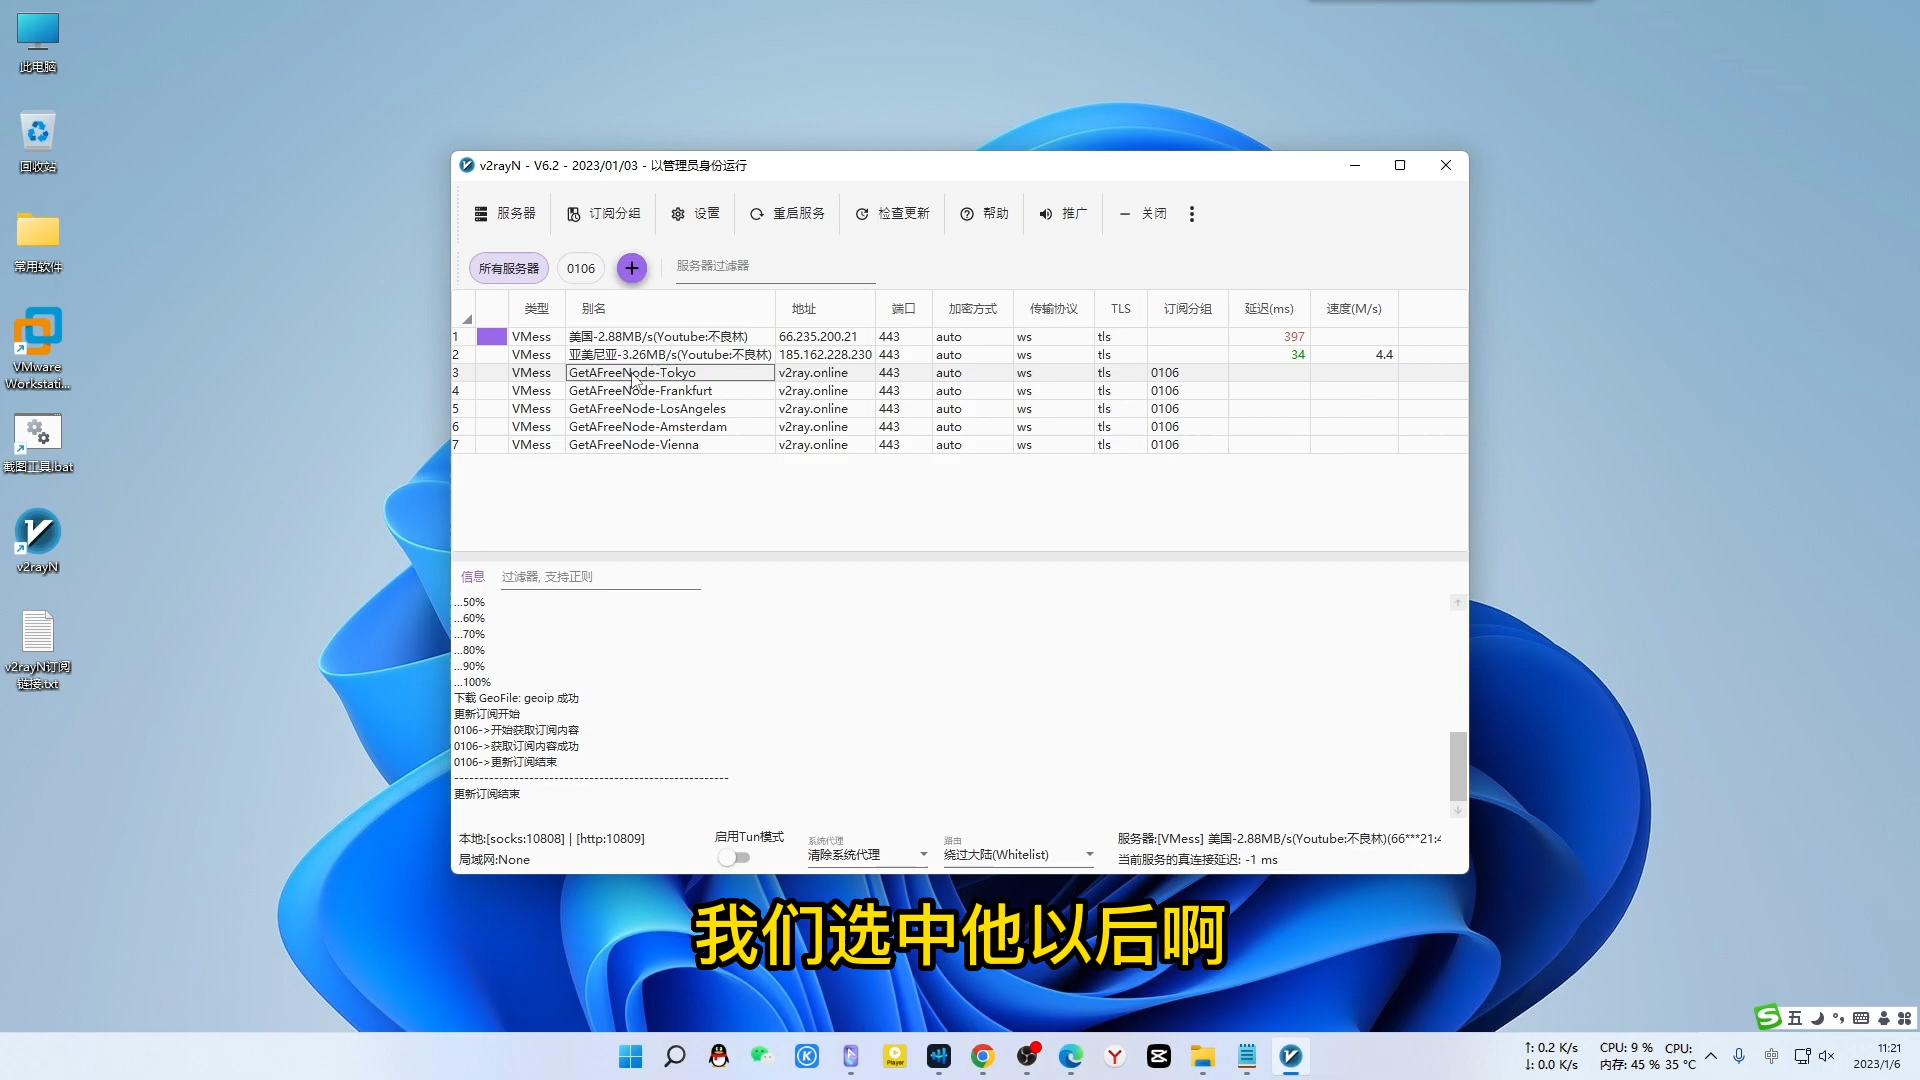 此电脑
回收站
常用软件
VMware
Workstati...
截图工具.bat
v2rayN
v2rayN订阅
链接.txt
v2rayN - V6.2 - 2023/01/03 - 以管理员身份运行
服务器 订阅分组 设置 重启服务 检查更新 帮助 推广 关闭
所有服务器 0106 服务器过滤器
类型 别名 地址 端口 加密方式 传输协议 TLS 订阅分组 延迟(ms) 速度(M/s)
1 VMess 美国-2.88MB/s(Youtube:不良林) 66.235.200.21 443 auto ws tls 397
2 VMess 亚美尼亚-3.26MB/s(Youtube:不良林) 185.162.228.230 443 auto ws tls 34 4.4
3 VMess GetAFreeNode-Tokyo v2ray.online 443 auto ws tls 0106
4 VMess GetAFreeNode-Frankfurt v2ray.online 443 auto ws tls 0106
5 VMess GetAFreeNode-LosAngeles v2ray.online 443 auto ws tls 0106
6 VMess GetAFreeNode-Amsterdam v2ray.online 443 auto ws tls 0106
7 VMess GetAFreeNode-Vienna v2ray.online 443 auto ws tls 0106
信息 过滤器, 支持正则
...50%
...60%
...70%
...80%
...90%
...100%
下载 GeoFile: geoip 成功
更新订阅开始
0106->开始获取订阅内容
0106->获取订阅内容成功
0106->更新订阅结束
-------------------------------------------------------
更新订阅结束
本地:[socks:10808] | [http:10809]
局域网:None
启用Tun模式
系统代理
清除系统代理
路由
绕过大陆(Whitelist)
服务器:[VMess] 美国-2.88MB/s(Youtube:不良林)(66***21:4
当前服务的真连接延迟: -1 ms
我们选中他以后啊
五
Player
↑: 0.2 K/s
↓: 0.0 K/s
CPU: 9 % CPU:
内存: 45 % 35 °C
中
11:21
2023/1/6